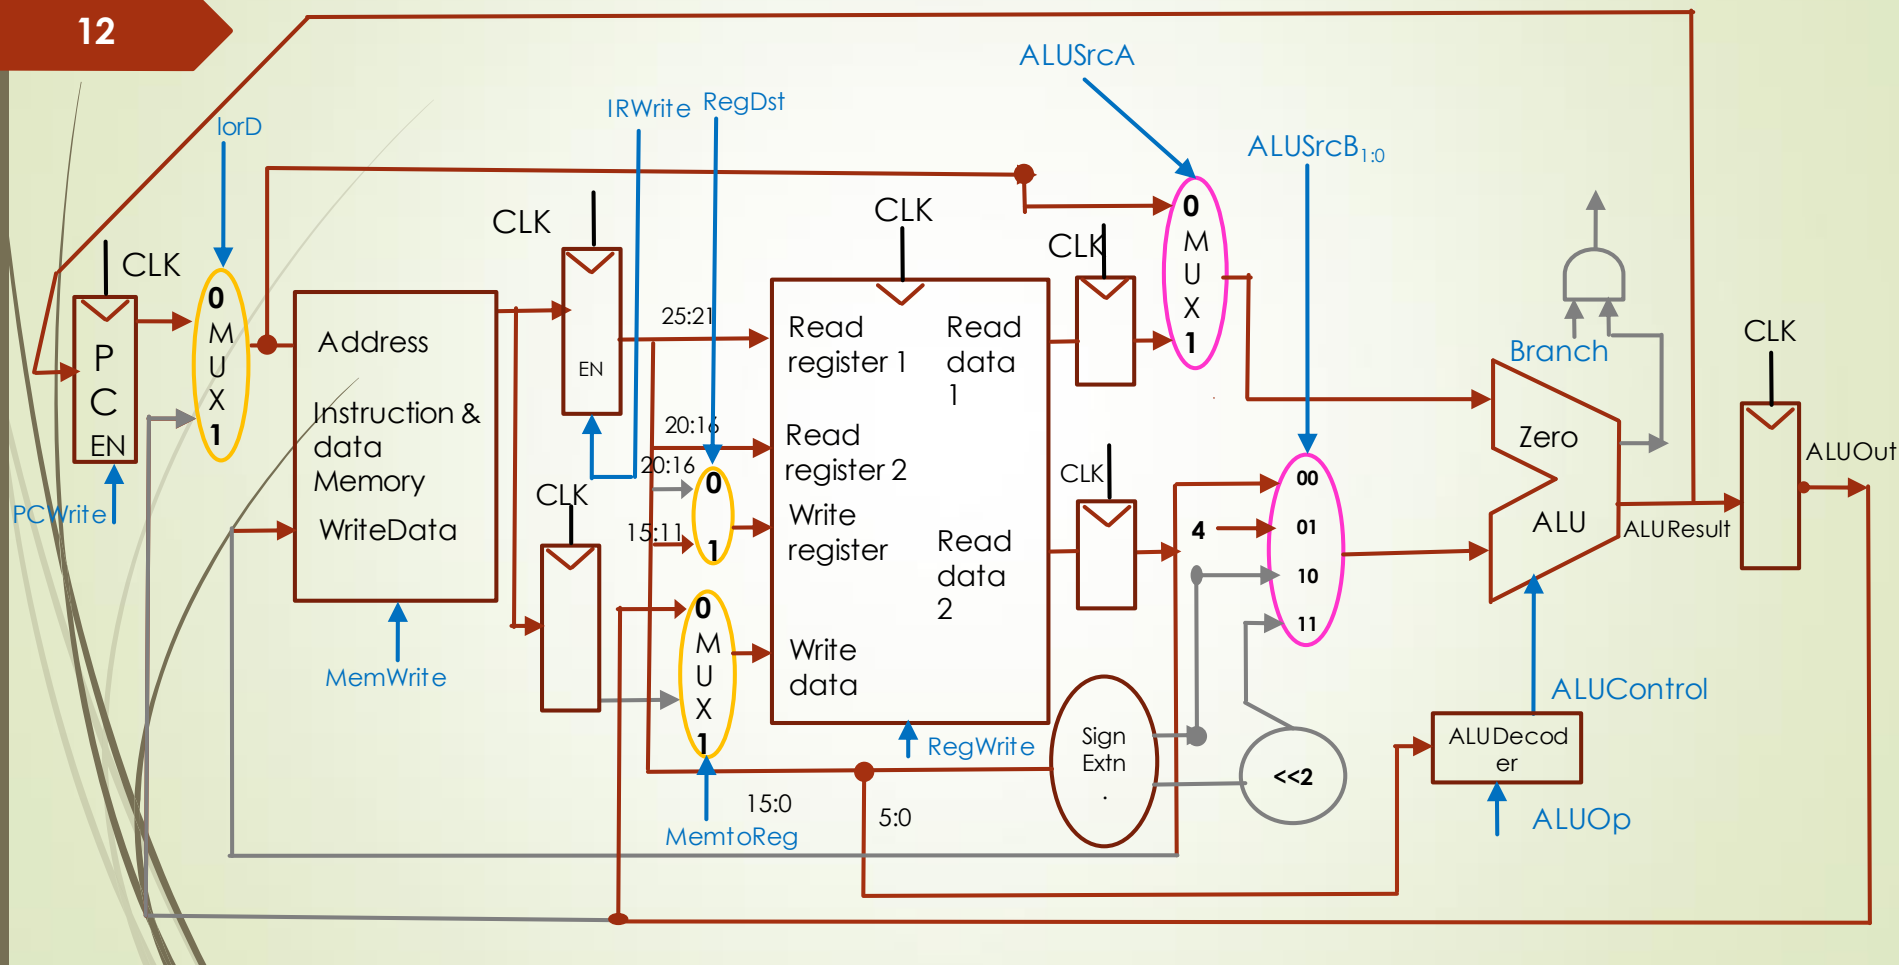 12
ALUSrcA
IRWrite
RegDst
IorD
ALUSrcB1:0
CLK
CLK
CLK
CLK
CLK
P
C
EN
PCWrite
0
M
U
X
1
Address
Instruction &
data
Memory
WriteData
MemWrite
EN
CLK
25:21
20:16
20:16
15:11
0
1
0
M
U
X
1
MemtoReg
Read
register 1
Read
register 2
Write
register
Write
data
Read
data
1
Read
data
2
RegWrite
15:0
5:0
CLK
0
M
U
X
1
4
00
01
10
11
Sign
Extn
.
<<2
Branch
Zero
ALU
ALUResult
ALUControl
ALUDecod
er
ALUOp
CLK
ALUOut